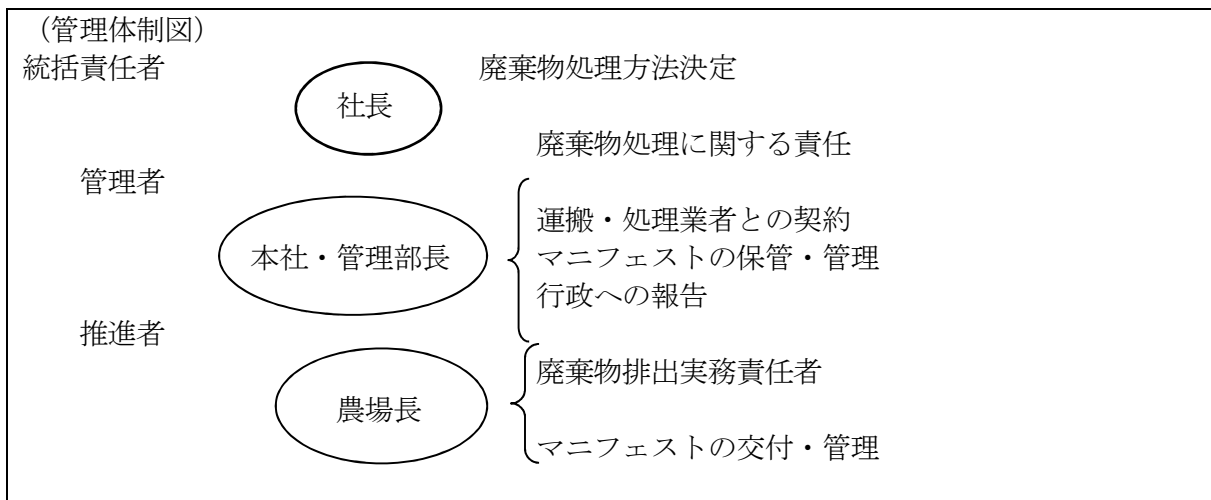 （管理体制図）
統括責任者 廃棄物処理方法決定
社長
廃棄物処理に関する責任
管理者
運搬・処理業者との契約
本社・管理部長 マニフェストの保管・管理
行政への報告
推進者
廃棄物排出実務責任者
農場長
マニフェストの交付・管理